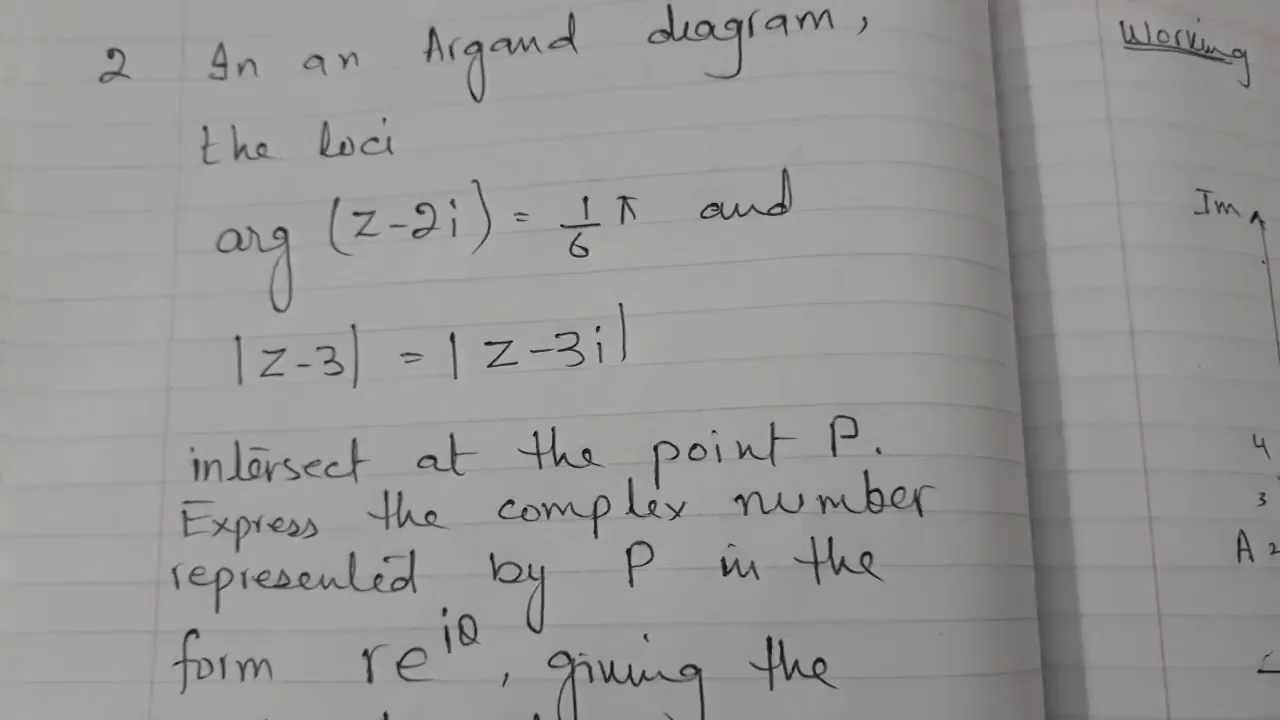 2 In an Argand diagram,
the loci
arg (z-2i) = 1/6 π and
|z-3| = |z-3i|
intersect at the point P.
Express the complex number
represented by P in the
form re^iθ, giving the
Working
Im
4
3
A 2